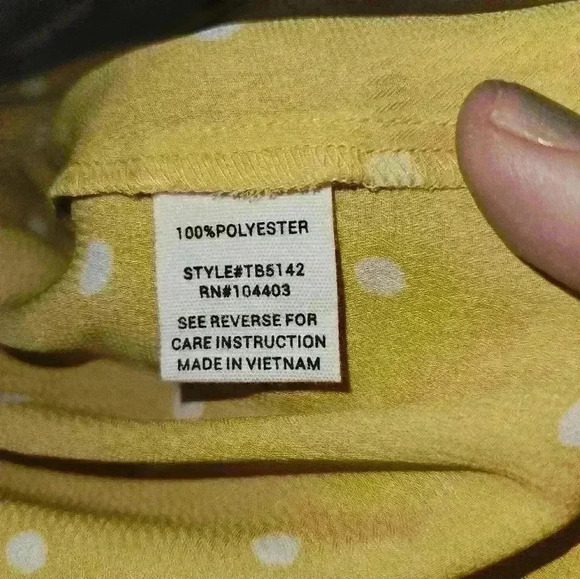 100%POLYESTER
STYLE#TB5142
RN#104403
SEE REVERSE FOR
CARE INSTRUCTION
MADE IN VIETNAM